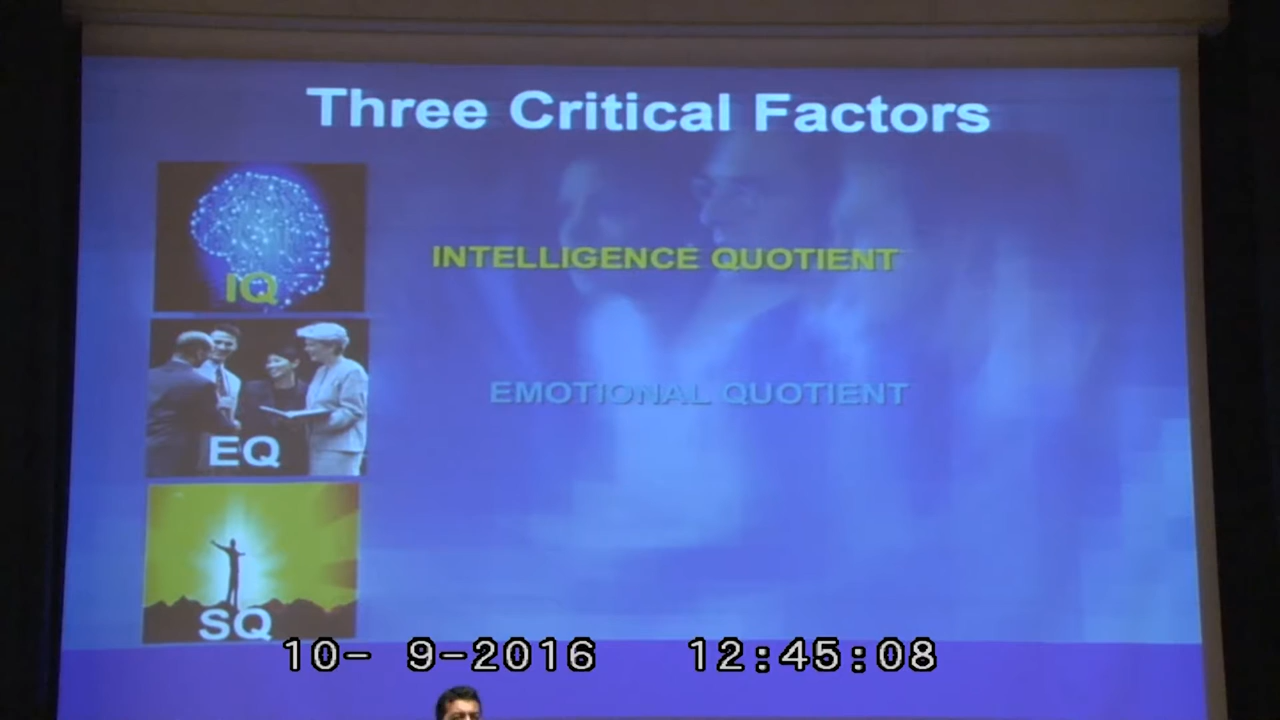 Three Critical Factors
IQ
INTELLIGENCE QUOTIENT
EQ
EMOTIONAL QUOTIENT
SQ
10- 9-2016 12:45:08